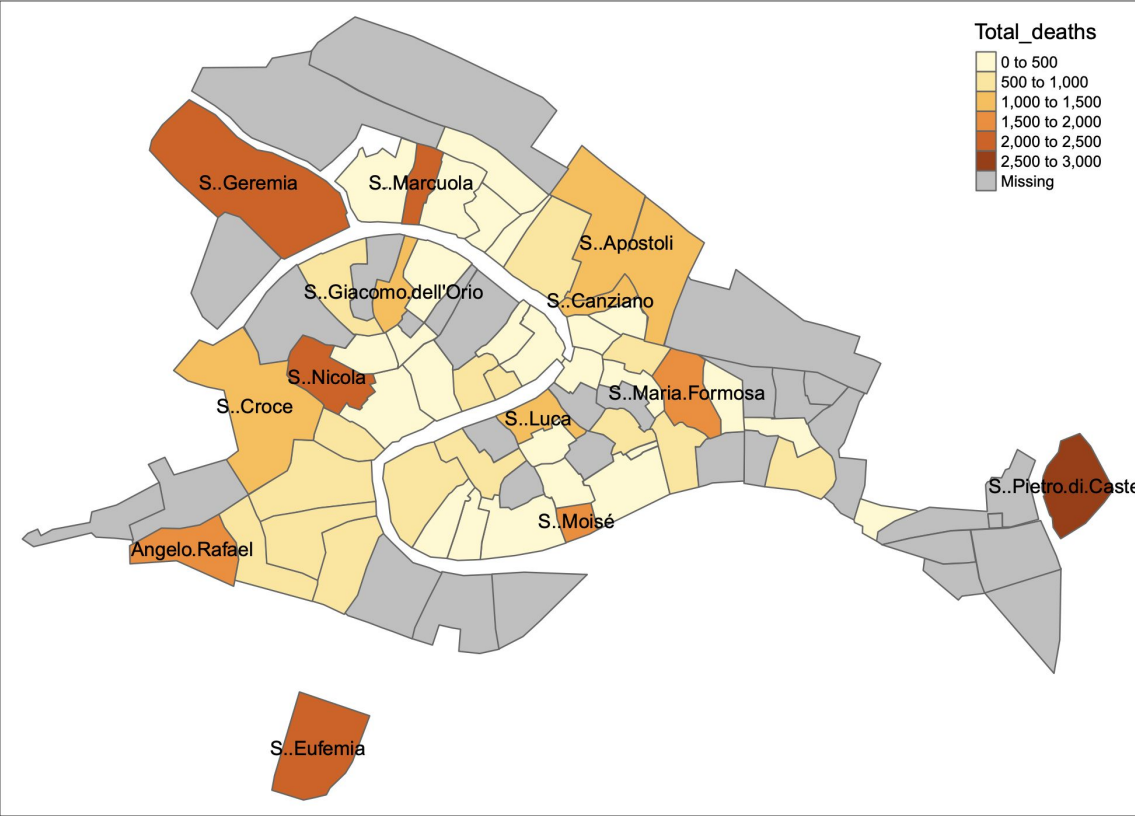 Total_deaths
0 to 500
500 to 1,000
1,000 to 1,500
1,500 to 2,000
2,000 to 2,500
2,500 to 3,000
Missing
S..Geremia
S..Marcuola
S..Apostoli
S..Giacomo.dell'Orio
S..Canziano
S..Nicola
S..Maria.Formosa
S..Croce
S..Luca
S..Pietro.di.Caste
S..Moisé
Angelo.Rafael
S..Eufemia